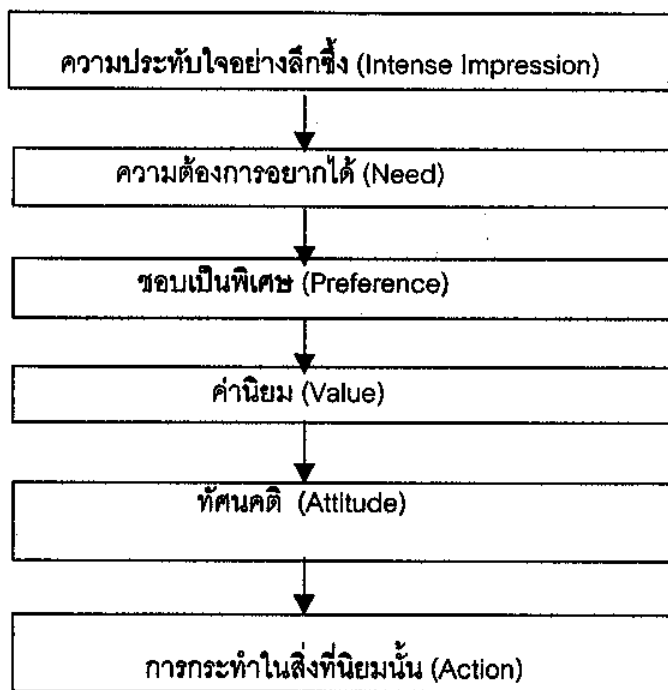 ความประทับใจอย่างลึกซึ้ง (Intense Impression)
ความต้องการอยากได้ (Need)
ชอบเป็นพิเศษ (Preference)
ค่านิยม (Value)
ทัศนคติ (Attitude)
การกระทำในสิ่งที่นิยมนั้น (Action)